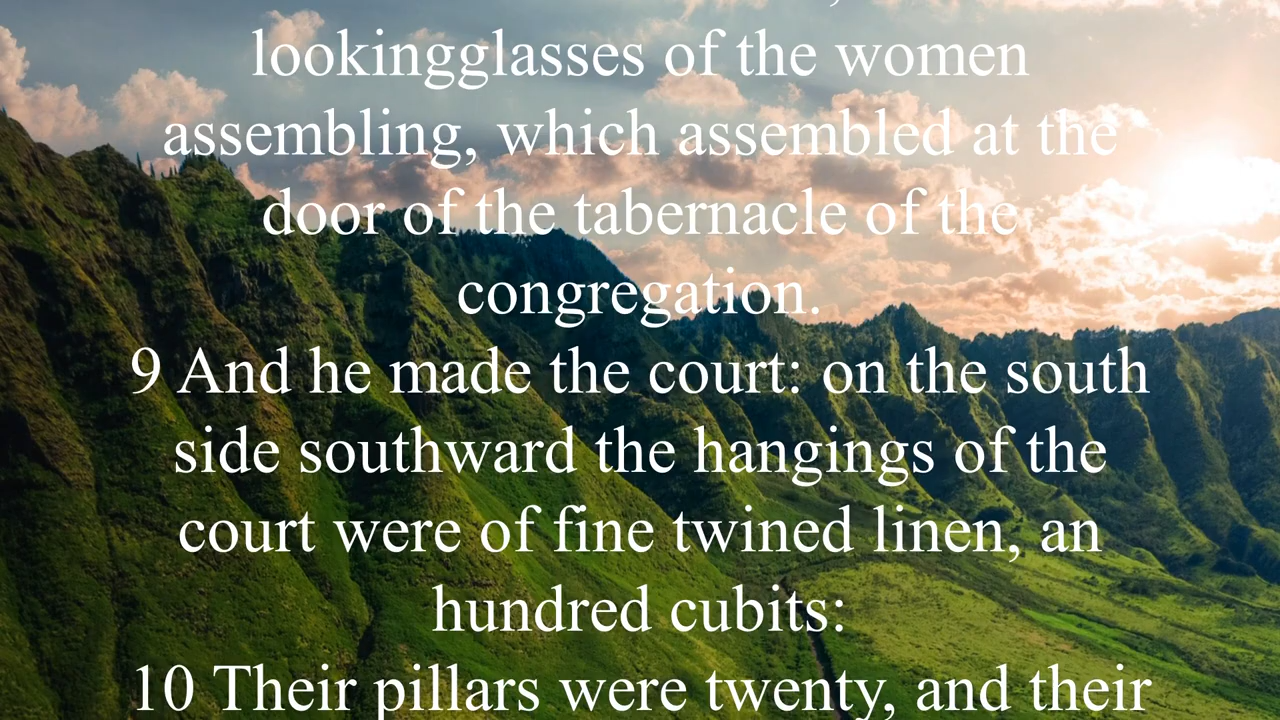 lookingglasses of the women
assembling, which assembled at the
door of the tabernacle of the
congregation.
9 And he made the court: on the south
side southward the hangings of the
court were of fine twined linen, an
hundred cubits:
10 Their pillars were twenty, and their